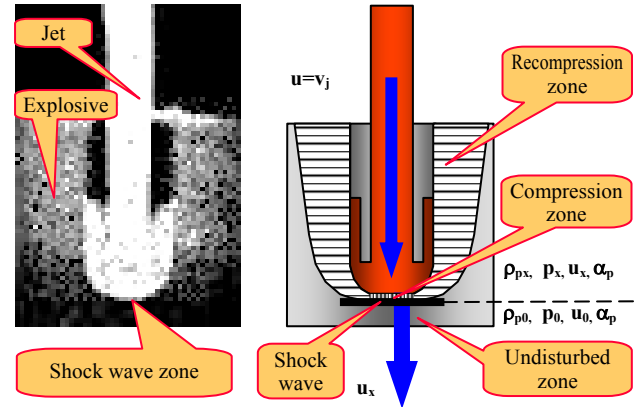 Jet
Explosive
Shock wave zone
u=vj
Recompression
zone
Compression
zone
ρpx, px, ux, αp
ρp0, p0, u0, αp
Shock
wave
ux
Undisturbed
zone